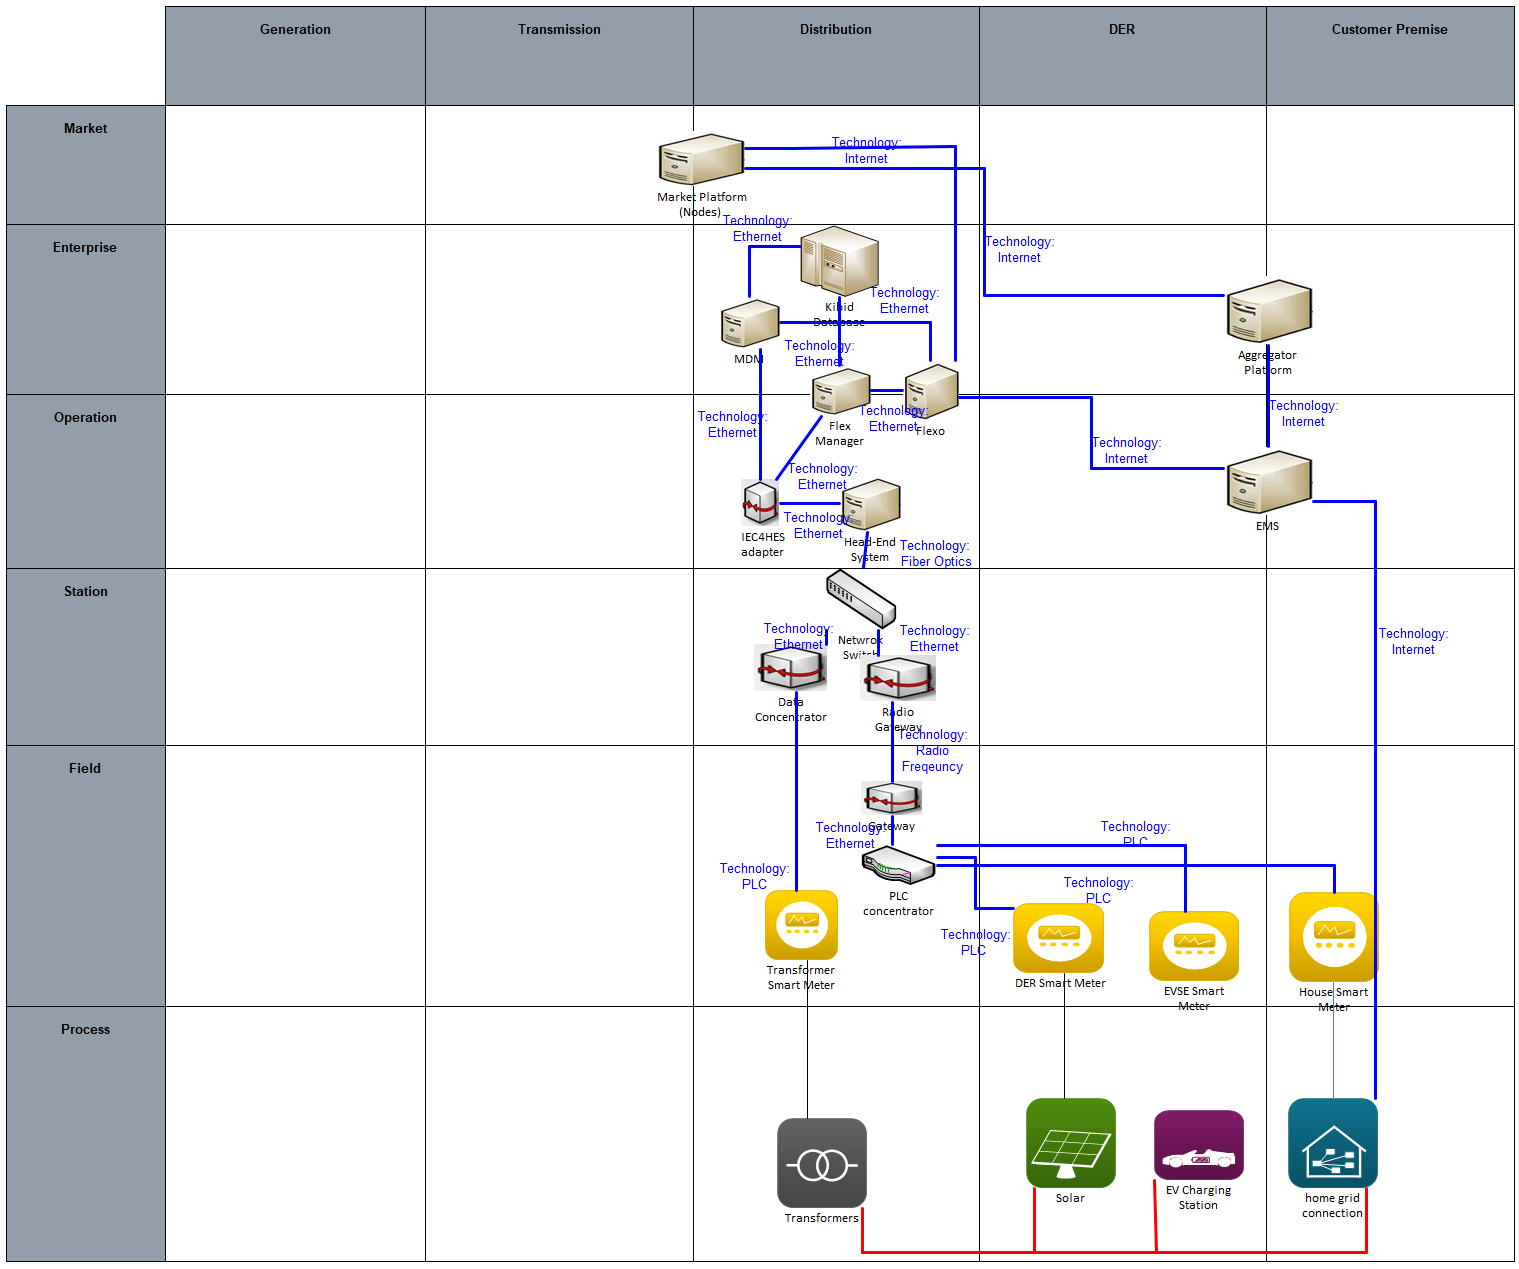 Generation
Transmission
Distribution
DER
Customer Premise
Market
Technology:
Internet
Market Platform
(Nodes)
Enterprise
Technology:
Ethernet
Technology:
Internet
Kibid
Database
Technology:
Ethernet
MDM
Technology:
Ethernet
Aggregator
Platform
Operation
Technology:
Ethernet
Flex
Manager
Technology:
Ethernet
Flexo
Technology:
Internet
Technology:
Internet
Technology:
Ethernet
Technology:
Ethernet
IEC4HES
adapter
Head-End
System
Technology:
Fiber Optics
EMS
Station
Technology:
Ethernet
Netwrok
Switch
Technology:
Ethernet
Technology:
Internet
Data
Concentrator
Radio
Gateway
Technology:
Radio
Freqeuncy
Field
Gateway
Technology:
Ethernet
Technology:
PLC
Technology:
PLC
PLC
concentrator
Technology:
PLC
Technology:
PLC
Transformer
Smart Meter
DER Smart Meter
EVSE Smart
Meter
House Smart
Meter
Process
Transformers
Solar
EV Charging
Station
home grid
connection